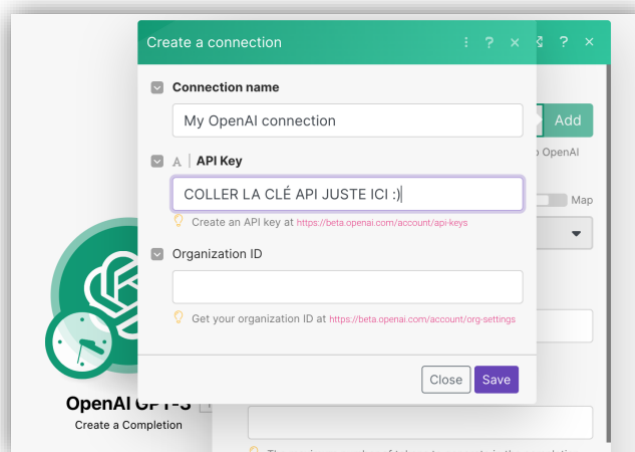 Create a connection
Connection name
Add
My OpenAI connection
OpenAI
A | API Key
Map
COLLER LA CLÉ API JUSTE ICI :)
Create an API key at https://beta.openai.com/account/api-keys
Organization ID
Get your organization ID at https://beta.openai.com/account/org-settings
Close
Save
OpenAI GPT-3
Create a Completion